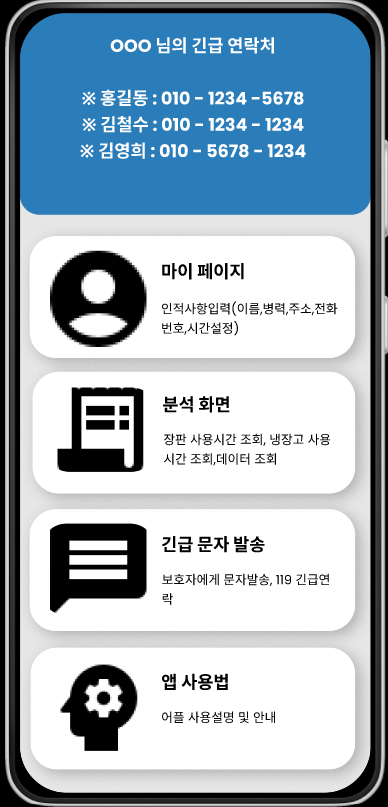 OOO 님의 긴급 연락처
※ 홍길동 : 010 - 1234 -5678
※ 김철수 : 010 - 1234 - 1234
※ 김영희 : 010 - 5678 - 1234
마이 페이지
인적사항입력(이름,병력,주소,전화
번호,시간설정)
분석 화면
장판 사용시간 조회, 냉장고 사용
시간 조회,데이터 조회
긴급 문자 발송
보호자에게 문자발송, 119 긴급연
락
앱 사용법
어플 사용설명 및 안내